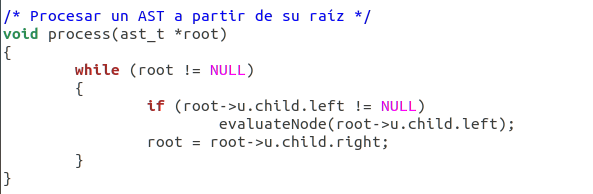 /* Procesar un AST a partir de su raíz */
void process(ast_t *root)
{
        while (root != NULL)
        {
                if (root->u.child.left != NULL)
                        evaluateNode(root->u.child.left);
                root = root->u.child.right;
        }
}